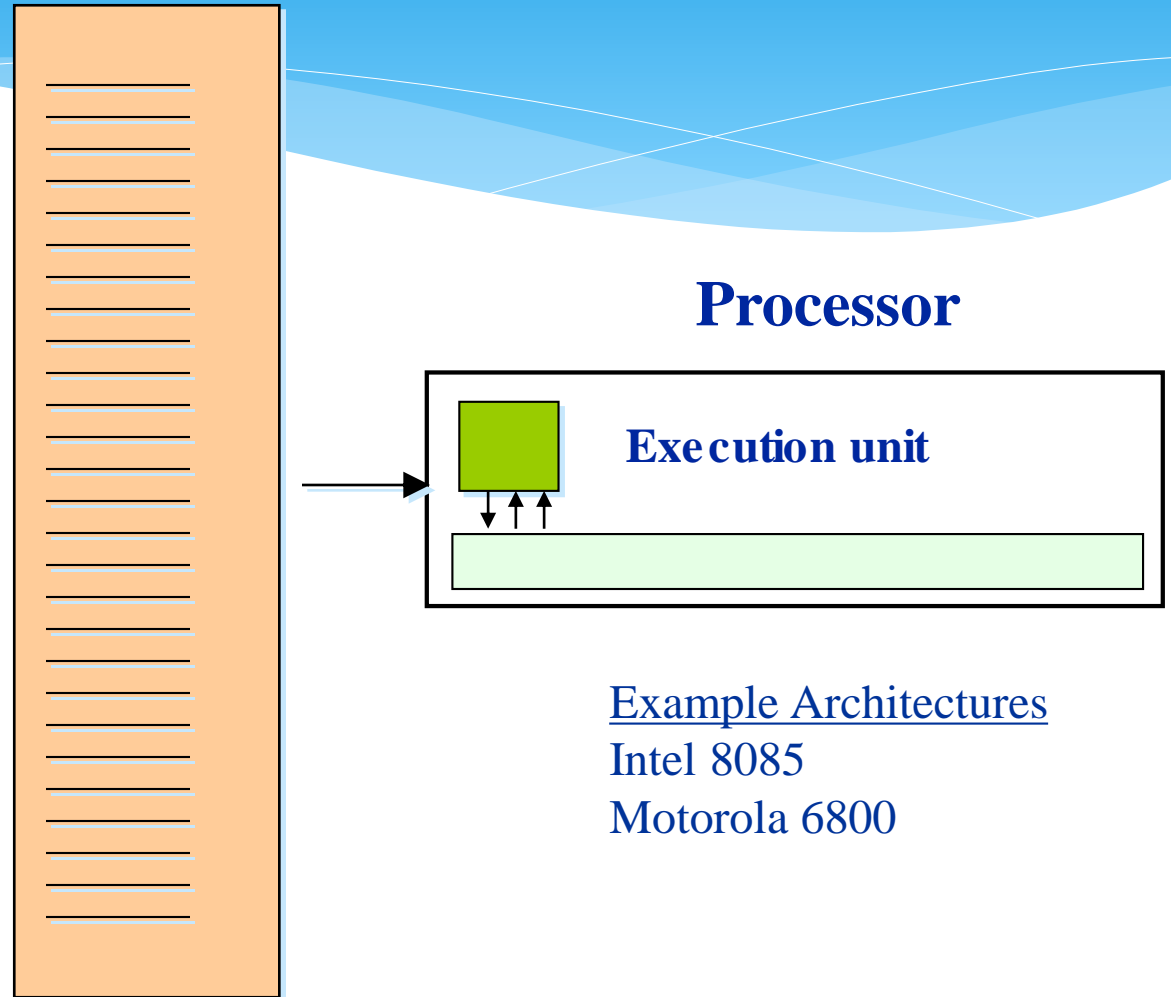 Processor
Execution unit
Example Architectures
Intel 8085
Motorola 6800